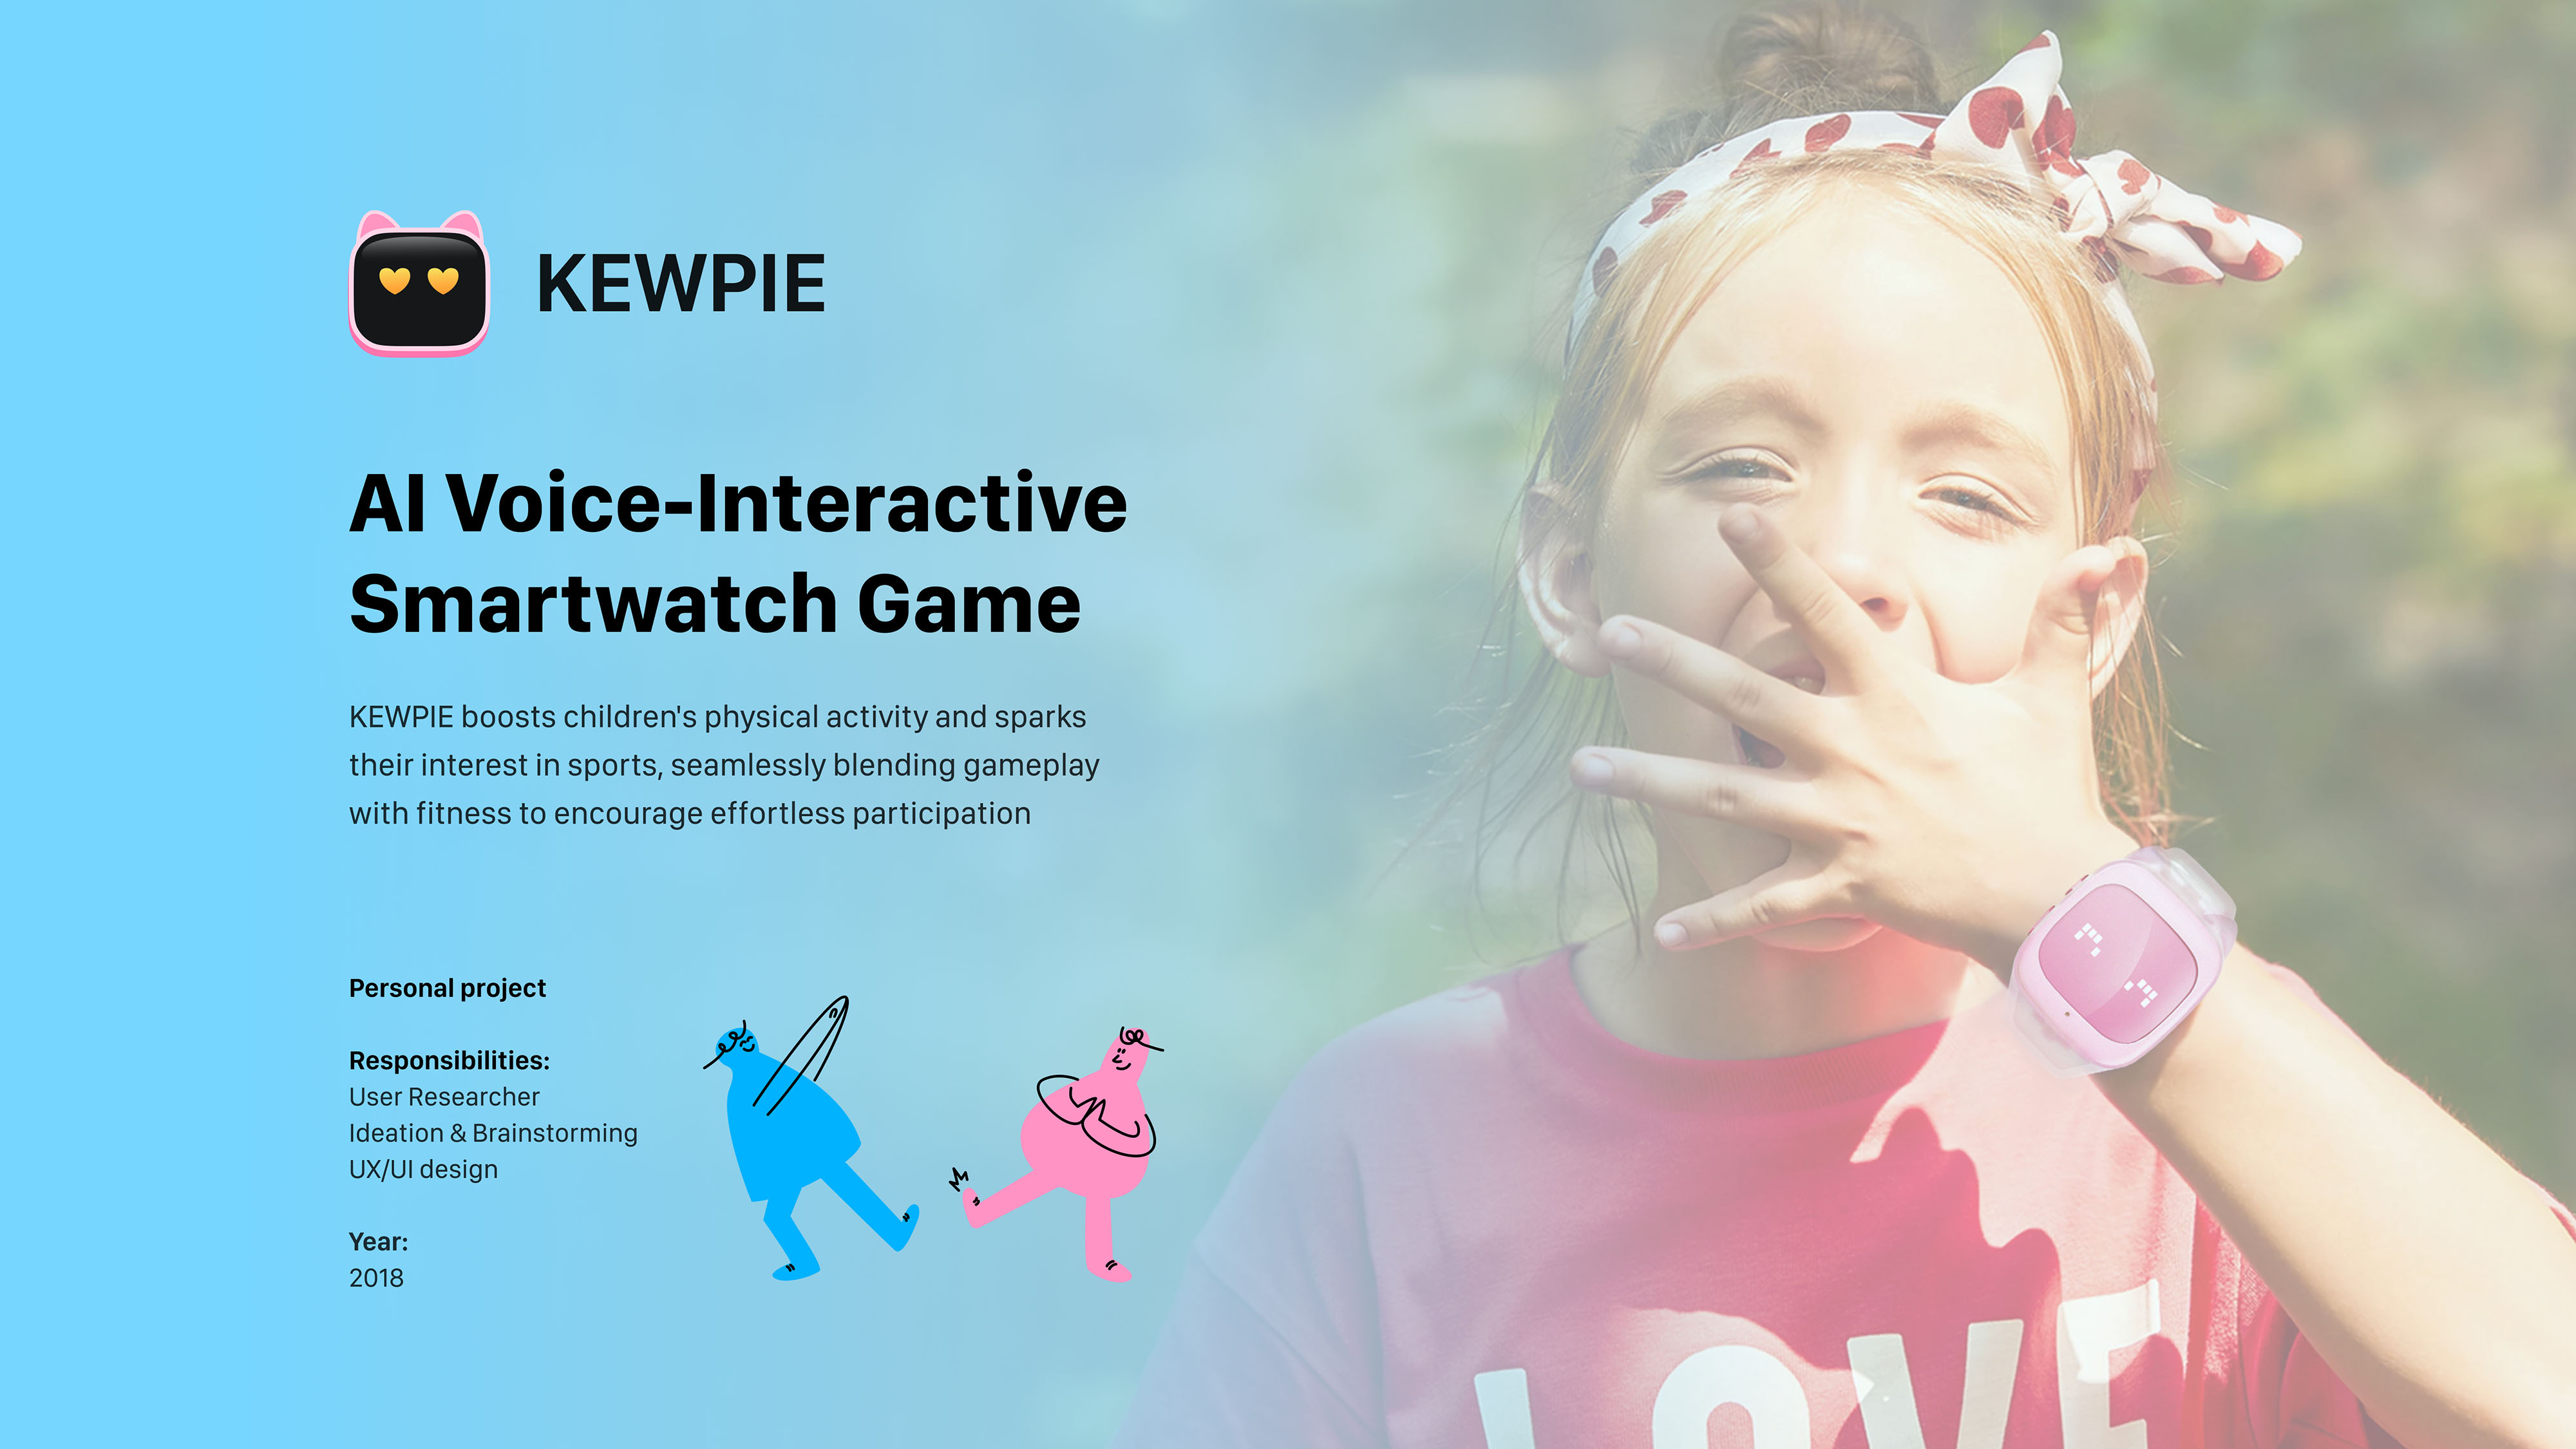 KEWPIE
AI Voice-Interactive
Smartwatch Game
KEWPIE boosts children's physical activity and sparks
their interest in sports, seamlessly blending gameplay
with fitness to encourage effortless participation
Personal project
Responsibilities:
User Researcher
Ideation & Brainstorming
UX/UI design
Year:
2018
LOVE